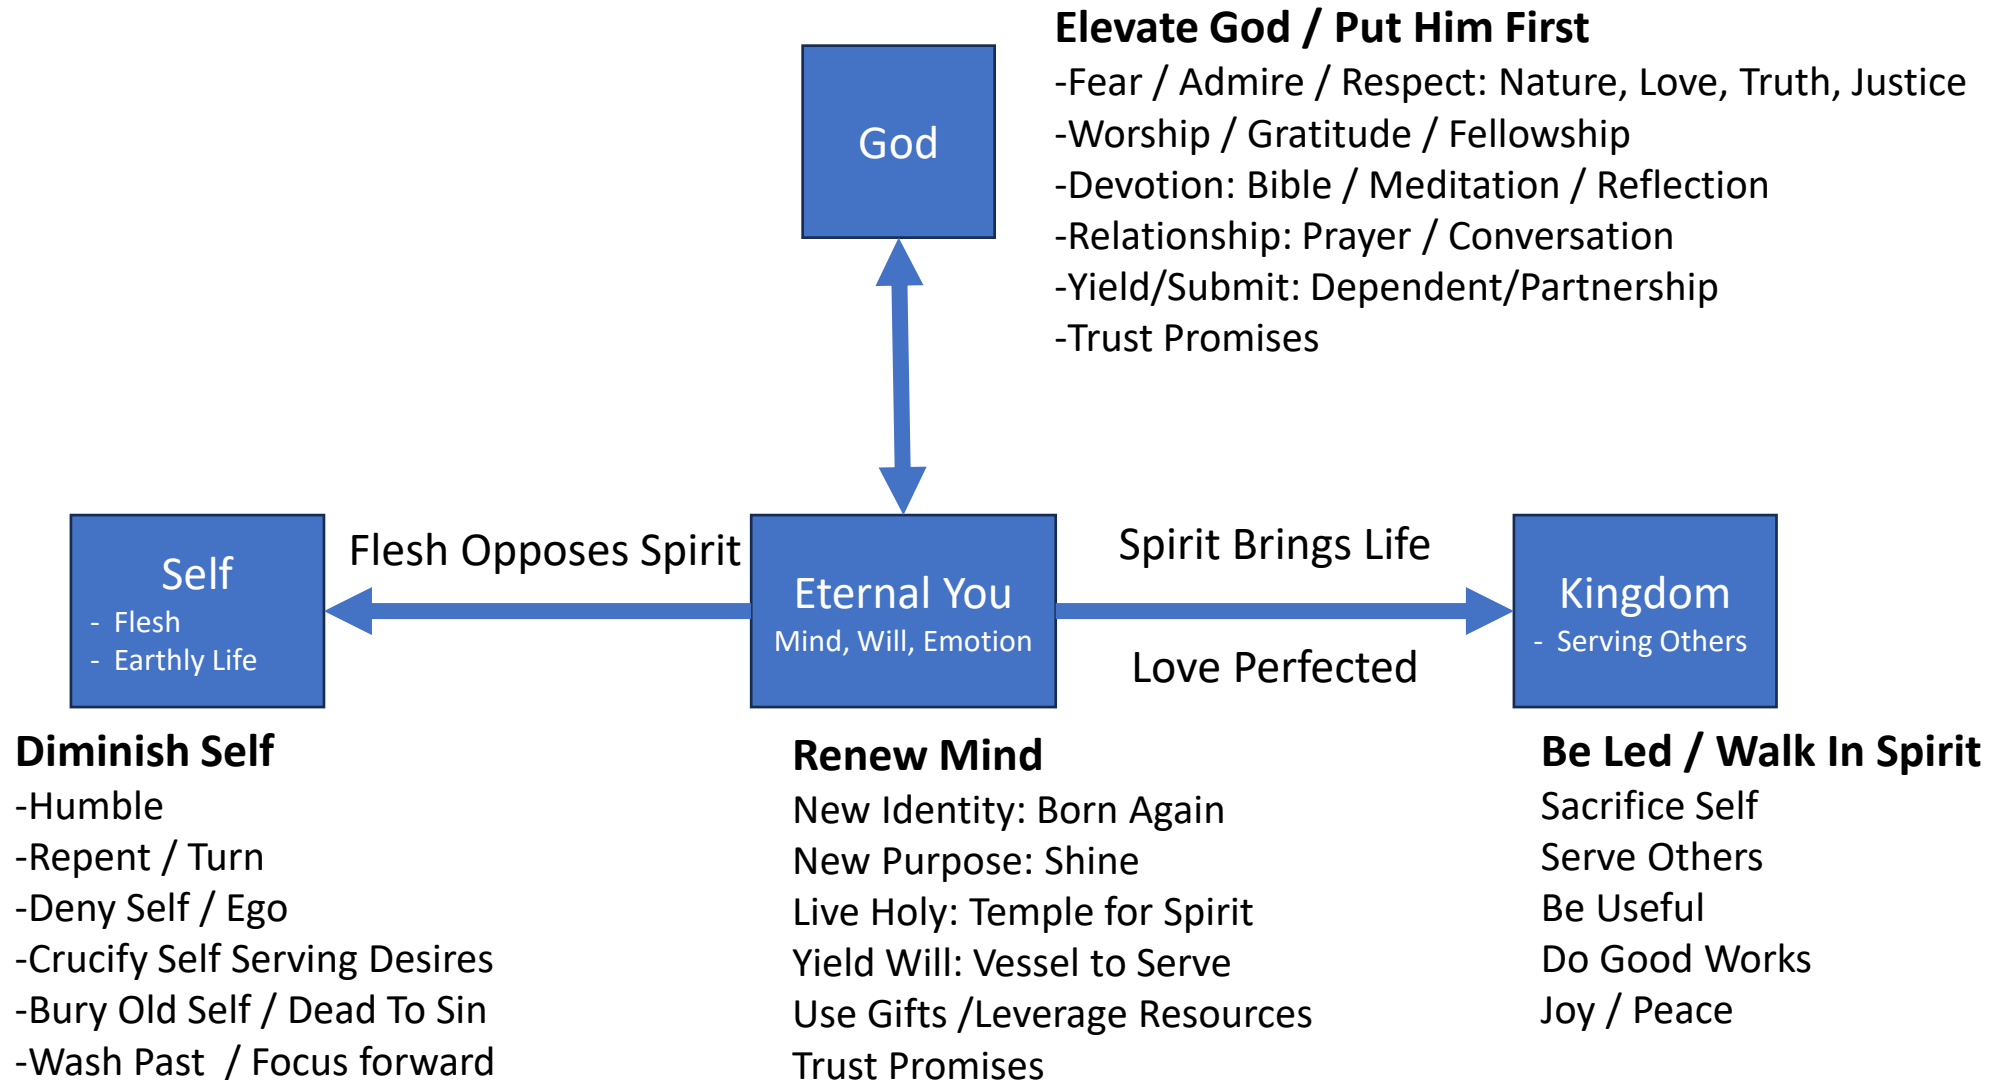 Elevate God / Put Him First
-Fear / Admire / Respect: Nature, Love, Truth, Justice
-Worship / Gratitude / Fellowship
-Devotion: Bible / Meditation / Reflection
-Relationship: Prayer / Conversation
-Yield/Submit: Dependent/Partnership
-Trust Promises
God
Self
- Flesh
- Earthly Life
Flesh Opposes Spirit
Eternal You
Mind, Will, Emotion
Spirit Brings Life
Love Perfected
Kingdom
- Serving Others
Diminish Self
-Humble
-Repent / Turn
-Deny Self / Ego
-Crucify Self Serving Desires
-Bury Old Self / Dead To Sin
-Wash Past  / Focus forward
Renew Mind
New Identity: Born Again
New Purpose: Shine
Live Holy: Temple for Spirit
Yield Will: Vessel to Serve
Use Gifts /Leverage Resources
Trust Promises
Be Led / Walk In Spirit
Sacrifice Self
Serve Others
Be Useful
Do Good Works
Joy / Peace